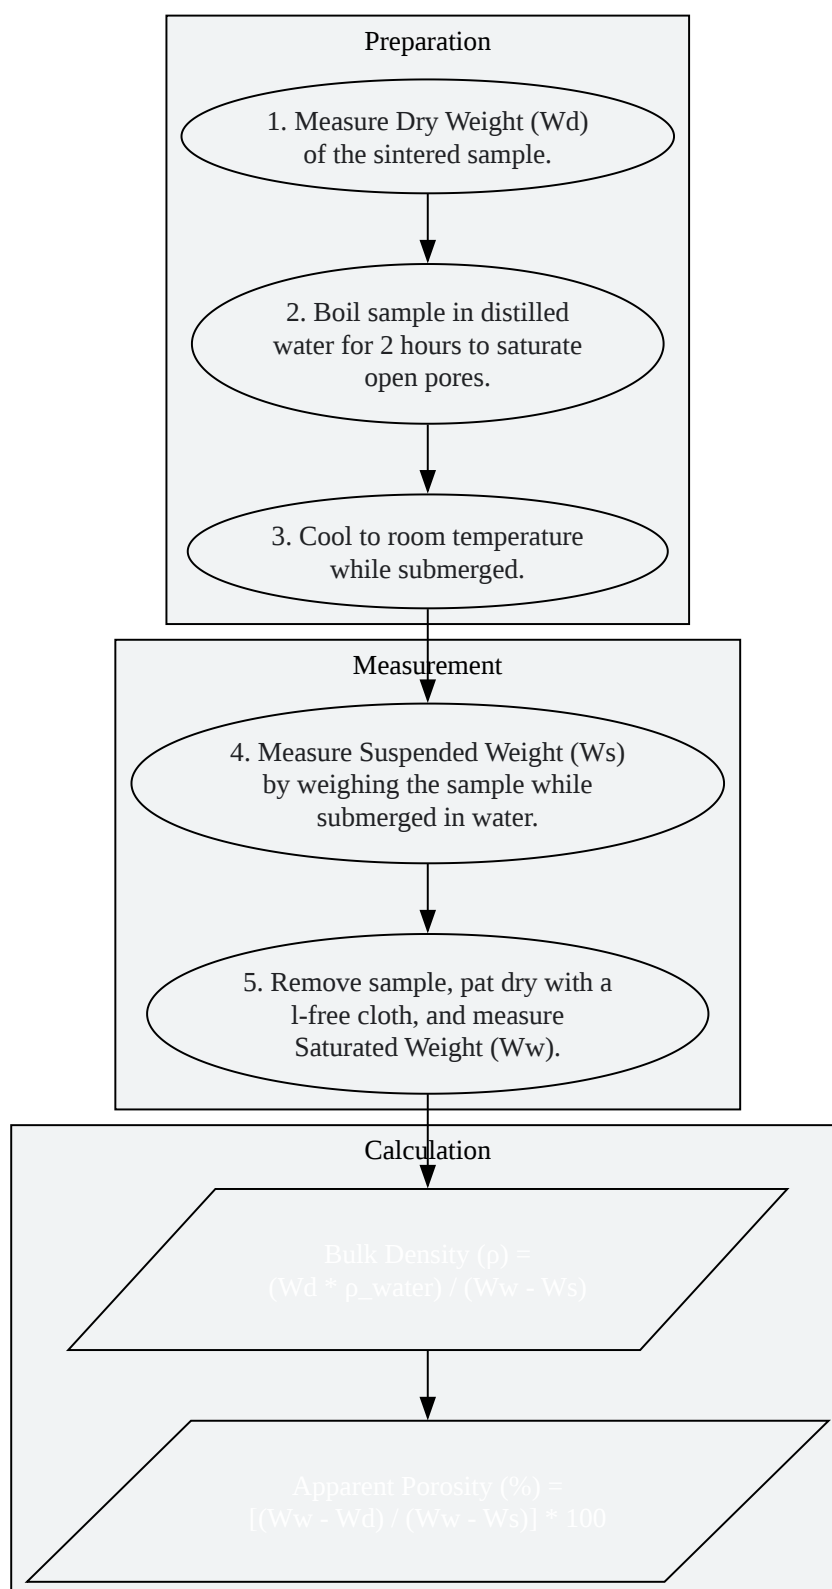 Preparation
1. Measure Dry Weight (Wd)
of the sintered sample.
2. Boil sample in distilled
water for 2 hours to saturate
open pores.
3. Cool to room temperature
while submerged.
Measurement
4. Measure Suspended Weight (Ws)
by weighing the sample while
submerged in water.
5. Remove sample, pat dry with a
l-free cloth, and measure
Saturated Weight (Ww).
Calculation
Bulk Density (ρ) =
(Wd * ρ_water) / (Ww - Ws)
Apparent Porosity (%) =
[(Ww - Wd) / (Ww - Ws)] * 100